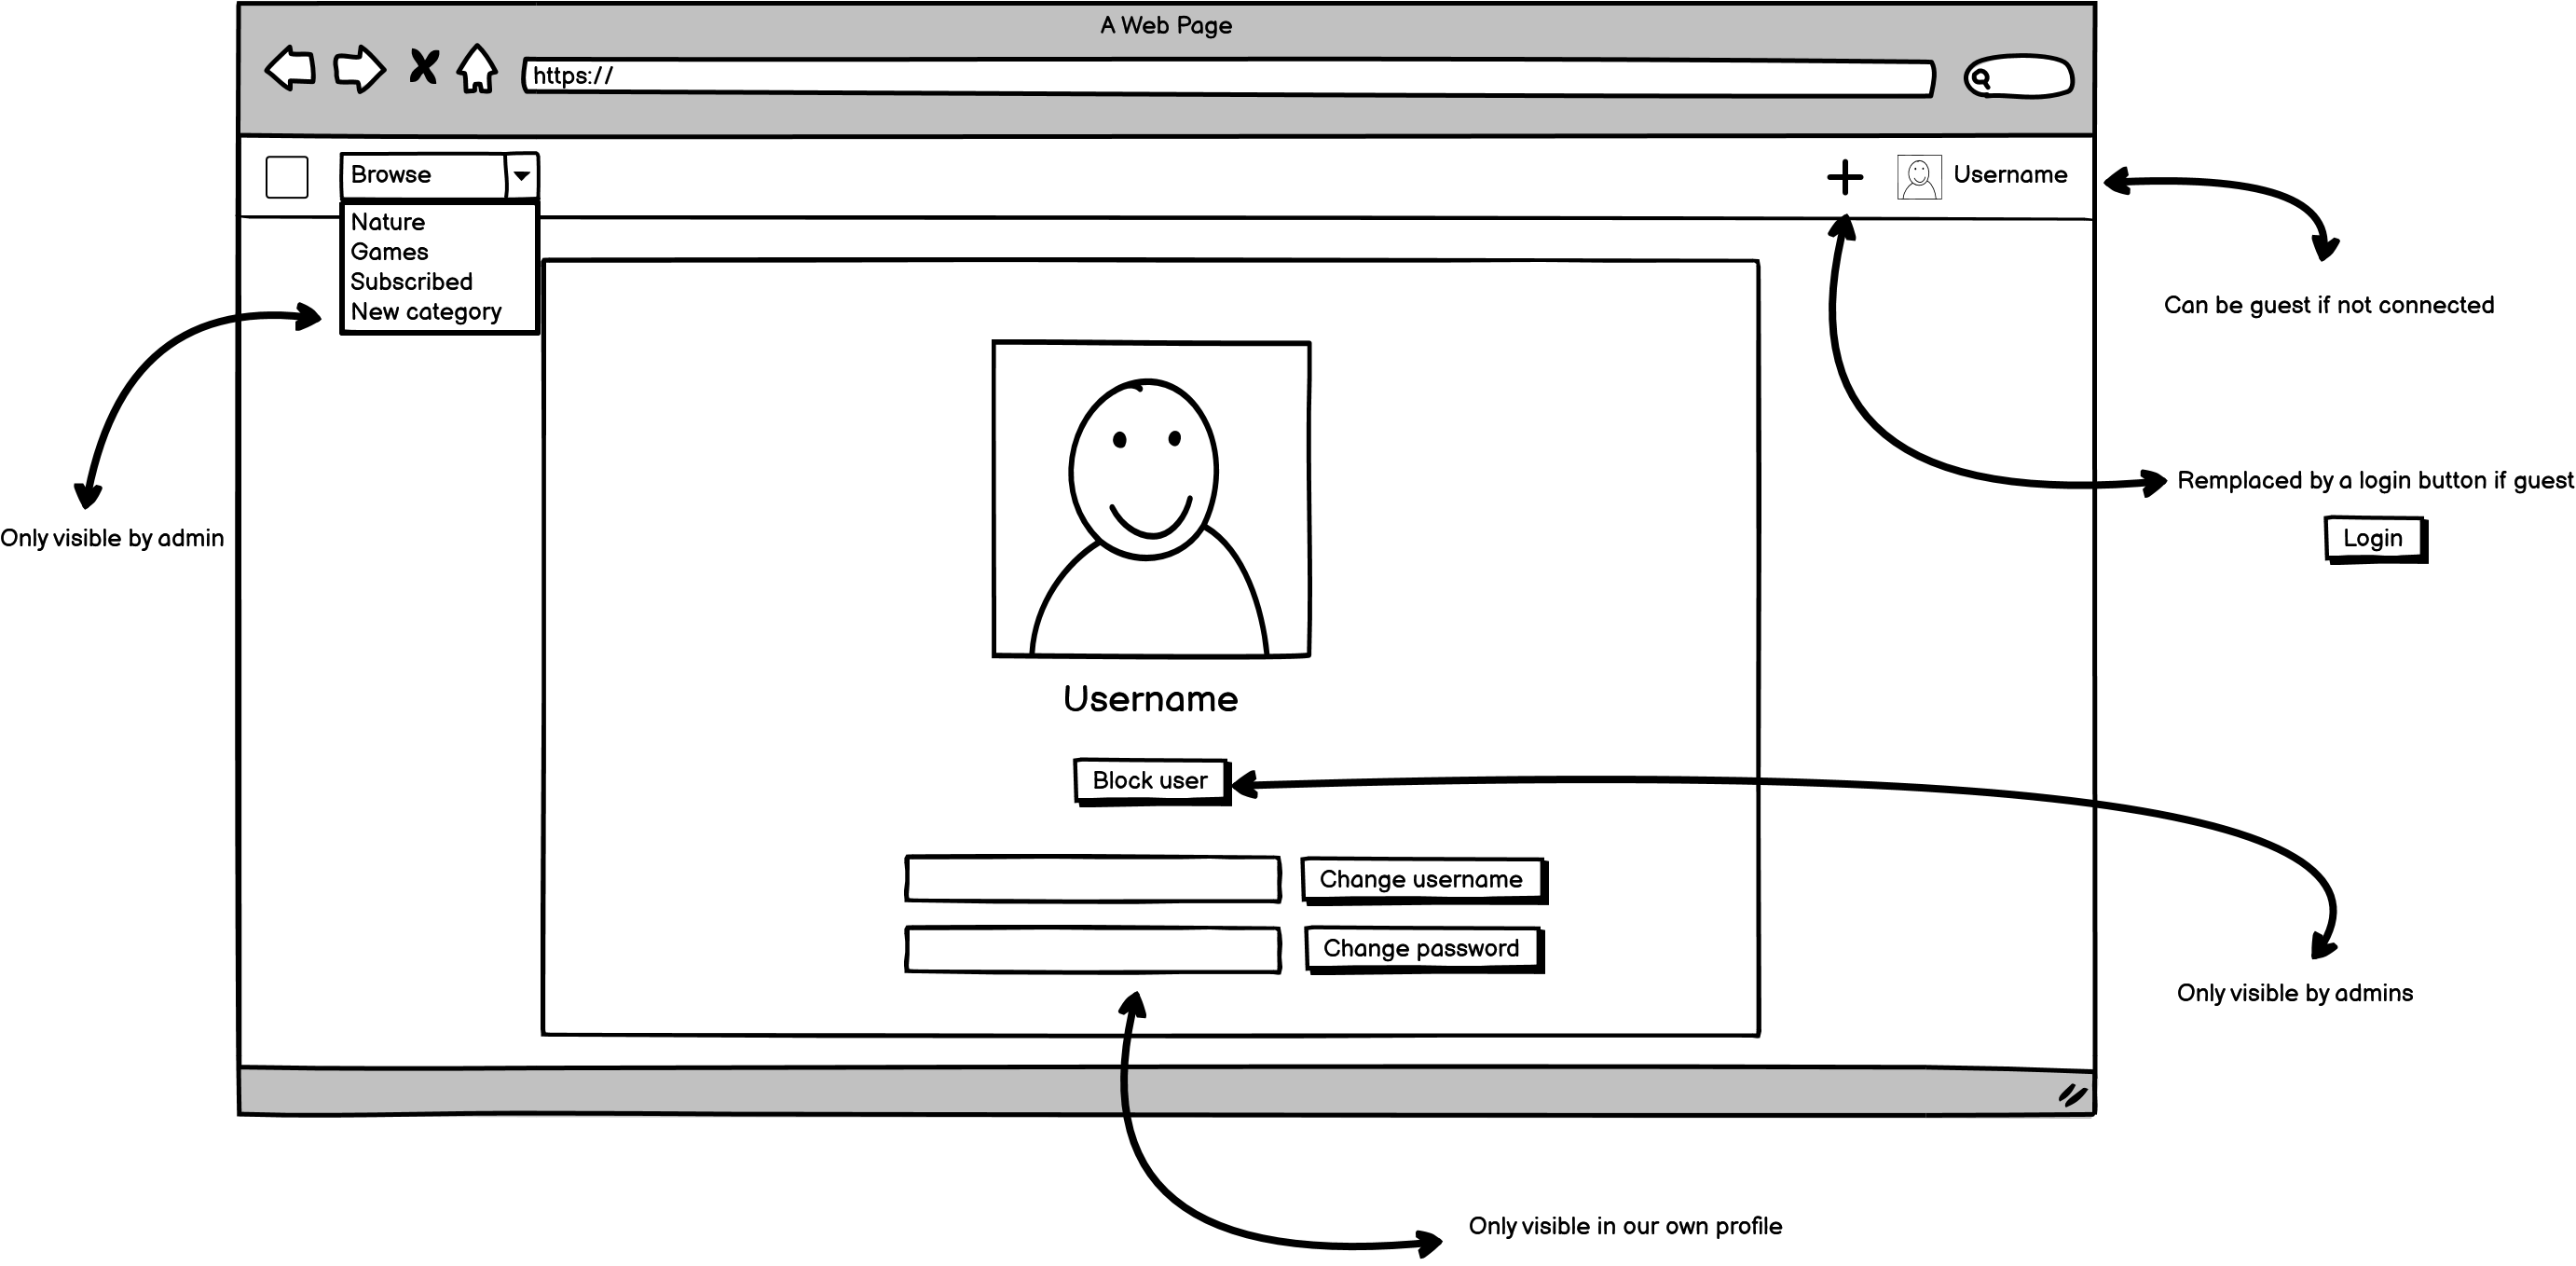 A Web Page
https://
Browse
Username
Nature
Games
Subscribed
New category
Can be guest if not connected
Remplaced by a login button if guest
Login
Only visible by admin
Username
Block user
Change username
Change password
Only visible by admins
Only visible in our own profile